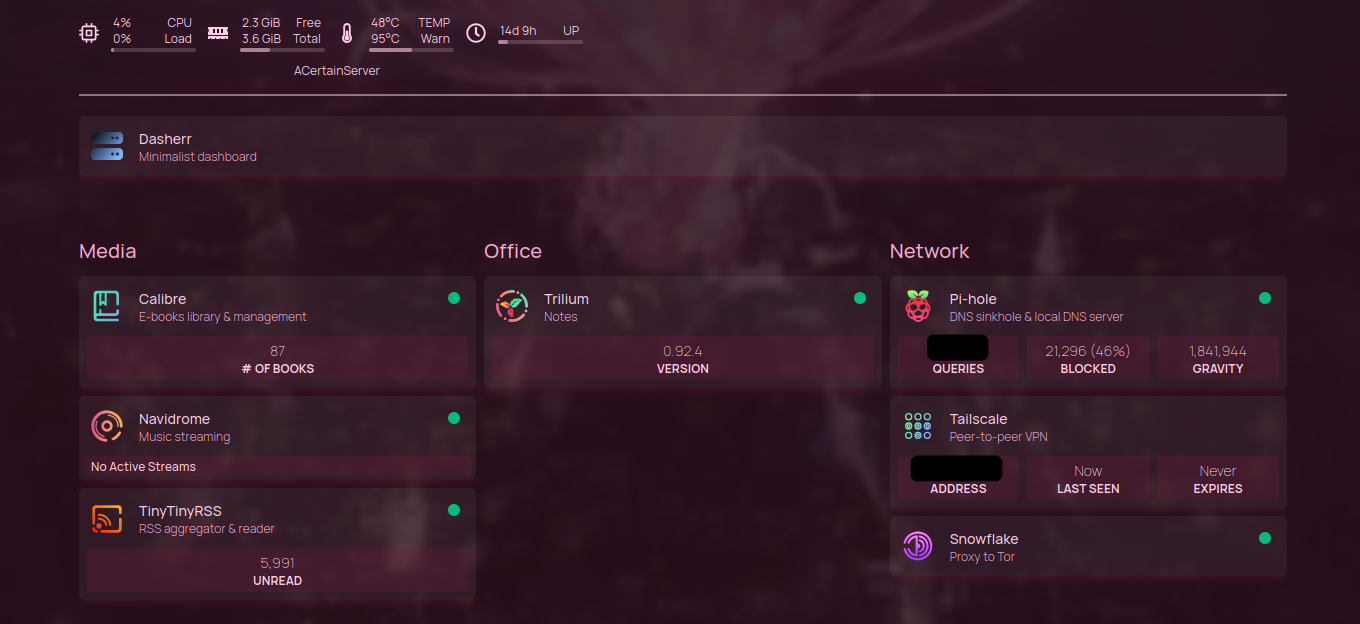 4% CPU
0% Load
2.3 GiB Free
3.6 GiB Total
48°C TEMP
95°C Warn
14d 9h UP
ACertainServer
Dasherr
Minimalist dashboard
Media
Calibre
E-books library & management
87
# OF BOOKS
Navidrome
Music streaming
No Active Streams
TinyTinyRSS
RSS aggregator & reader
5,991
UNREAD
Office
Trilium
Notes
0.92.4
VERSION
Network
Pi-hole
DNS sinkhole & local DNS server
QUERIES
21,296 (46%)
BLOCKED
1,841,944
GRAVITY
Tailscale
Peer-to-peer VPN
ADDRESS
Now
LAST SEEN
Never
EXPIRES
Snowflake
Proxy to Tor